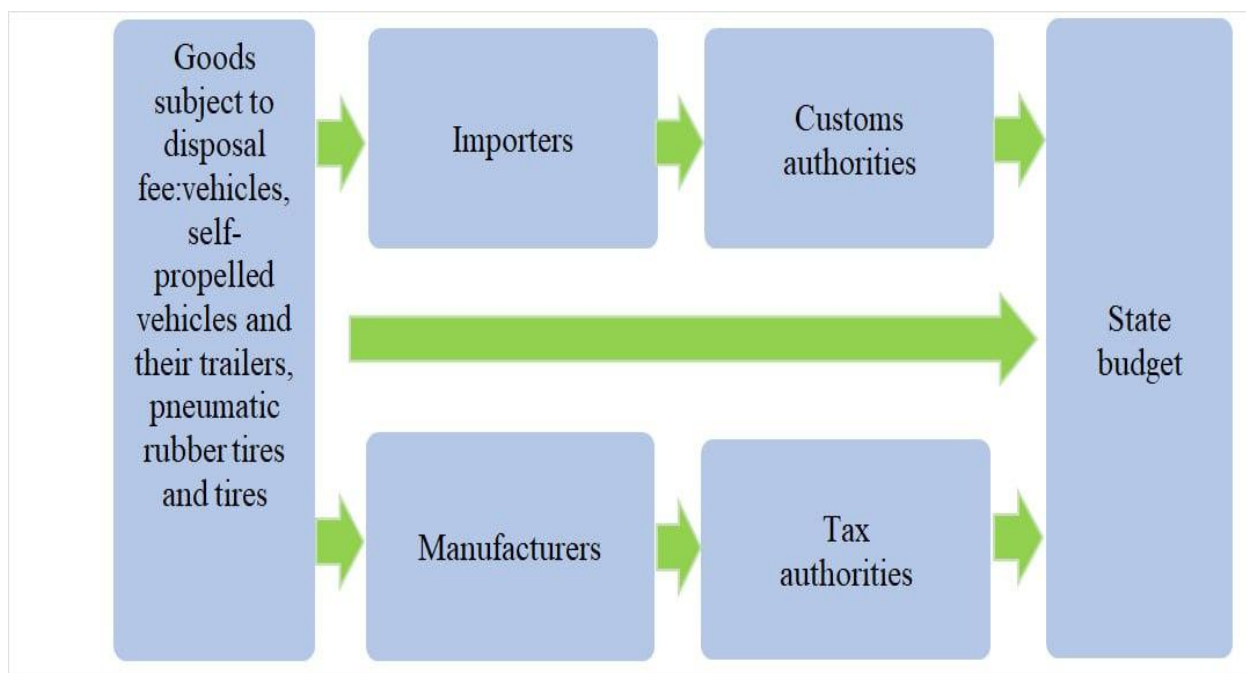 Goods
subject to
disposal
fee:vehicles,
self-
propelled
vehicles and
their trailers,
pneumatic
rubber tires
and tires
Importers
Customs
authorities
Manufacturers
Tax
authorities
State
budget